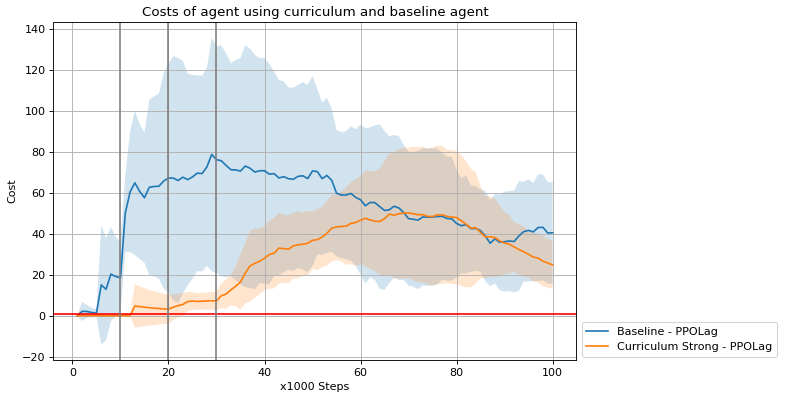 Costs of agent using curriculum and baseline agent
140
120
100
80
60
40
20
0
−20
Cost
0 20 40 60 80 100
x1000 Steps
Baseline - PPOLag
Curriculum Strong - PPOLag